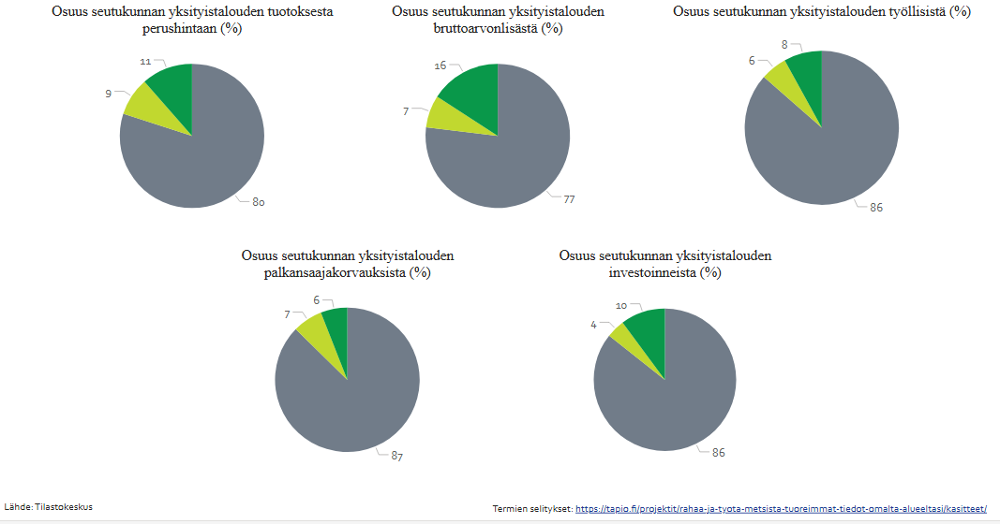 Osuus seutukunnan yksityistalouden tuotoksesta
perushintaan (%)
11
9
80
Osuus seutukunnan yksityistalouden
bruttoarvonlisästä (%)
16
7
77
Osuus seutukunnan yksityistalouden työllisistä (%)
8
6
86
Osuus seutukunnan yksityistalouden
palkansaajakorvauksista (%)
6
7
87
Osuus seutukunnan yksityistalouden
investoinneista (%)
10
4
86
Lähde: Tilastokeskus
Termien selitykset: https://tapio.fi/projektit/rahaa-ja-tyota-metsista-tuoreimmat-tiedot-omalta-alueeltasi/kasitteet/